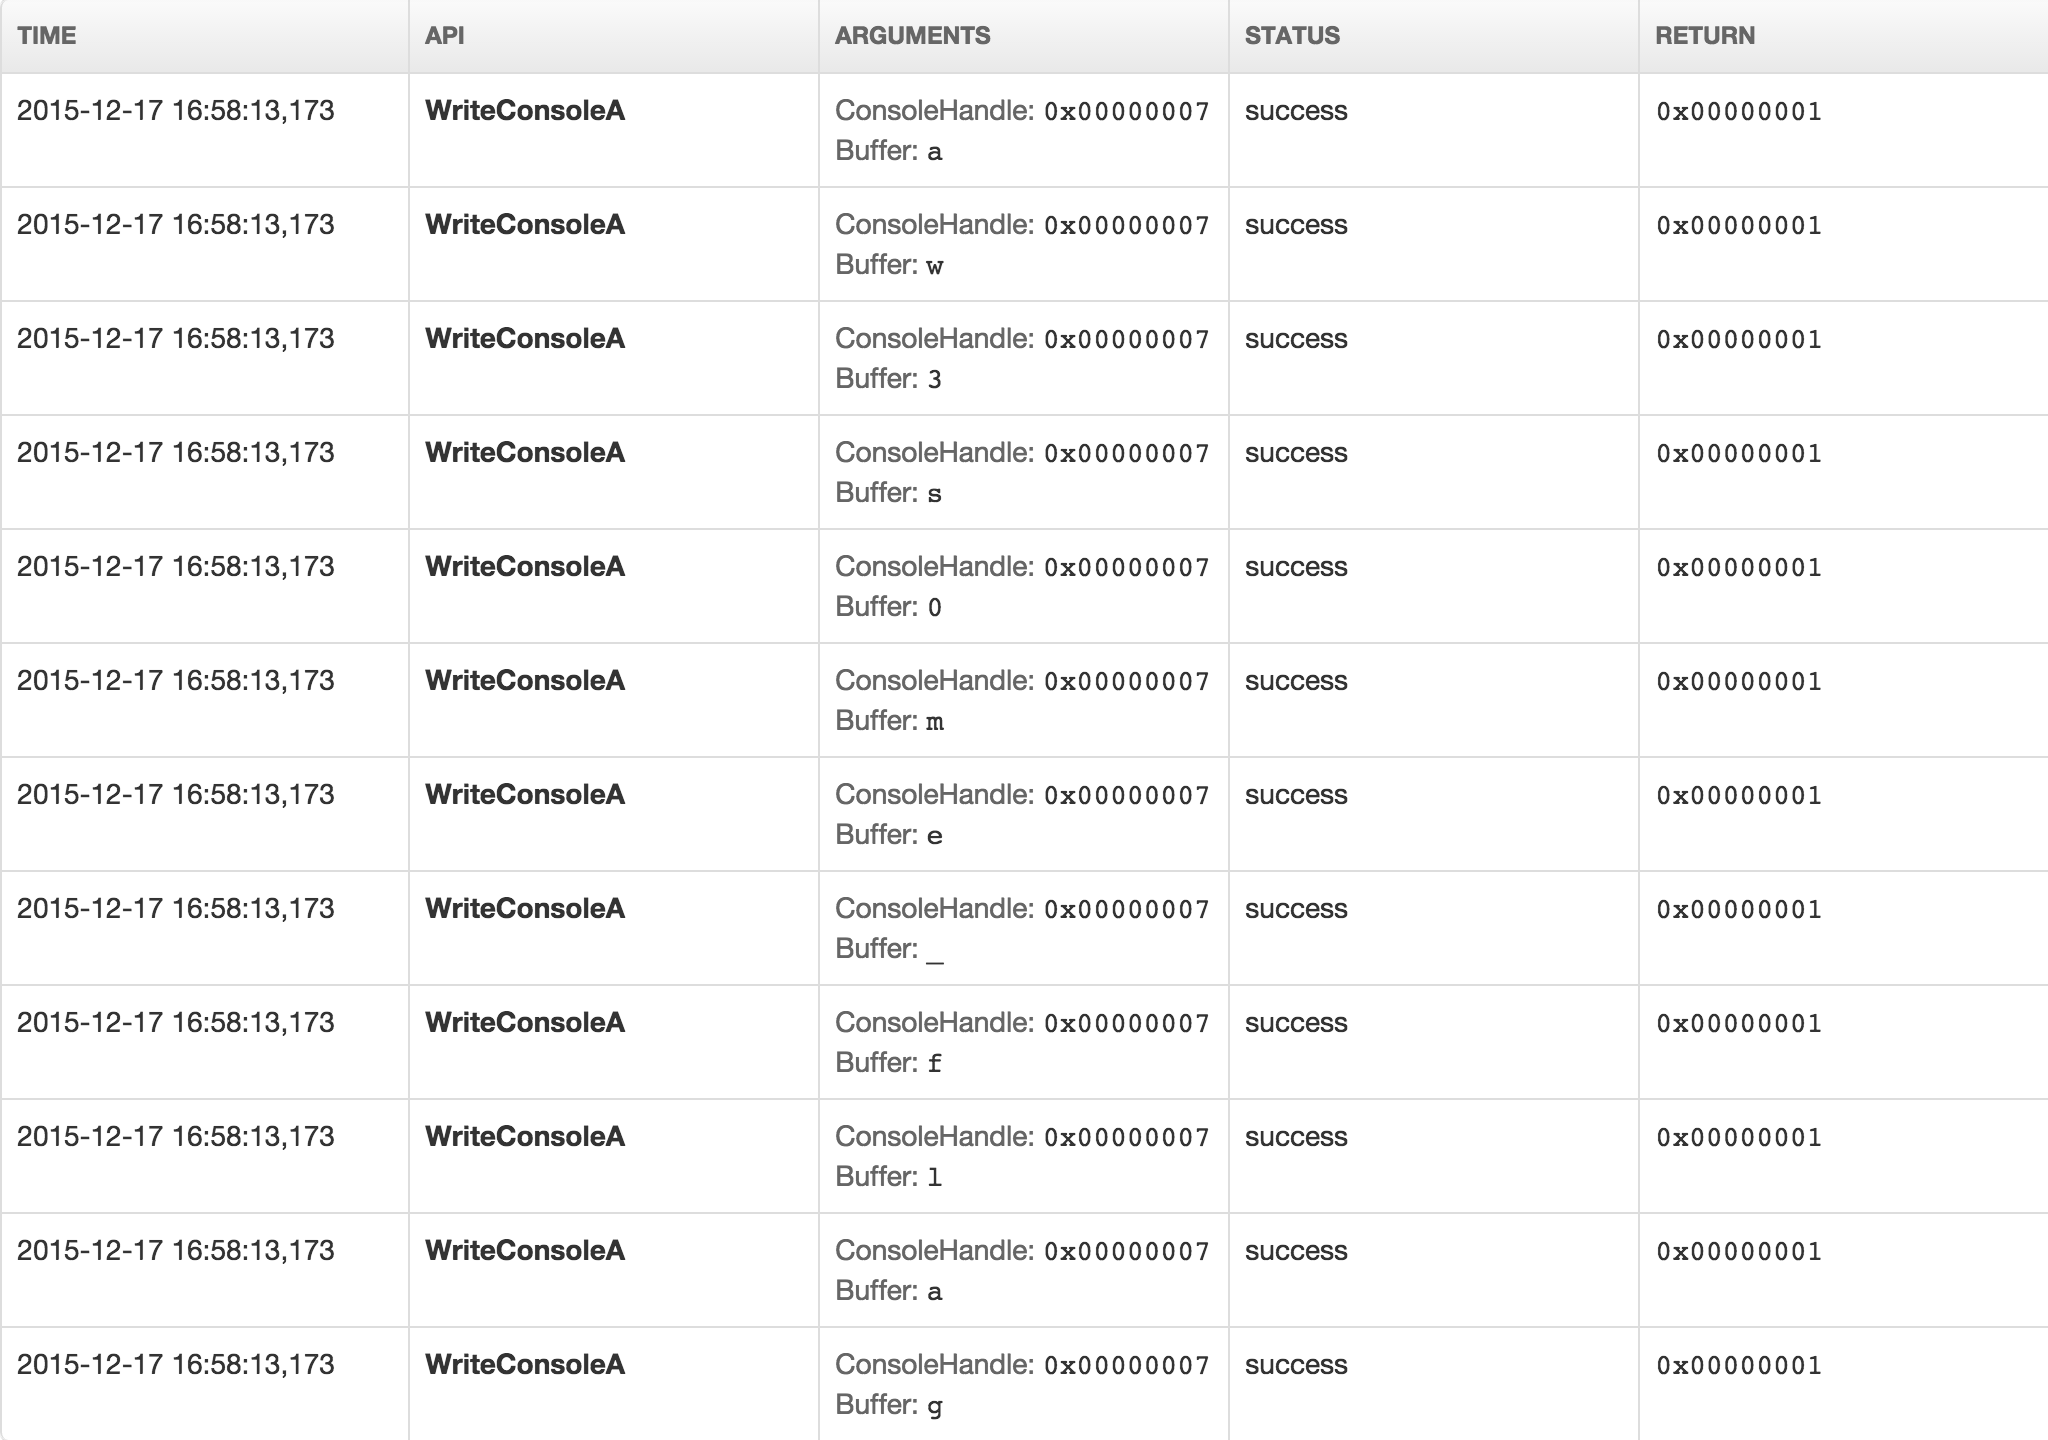 TIME API ARGUMENTS STATUS RETURN
2015-12-17 16:58:13,173 WriteConsoleA ConsoleHandle: 0x00000007 success 0x00000001
Buffer: a
2015-12-17 16:58:13,173 WriteConsoleA ConsoleHandle: 0x00000007 success 0x00000001
Buffer: w
2015-12-17 16:58:13,173 WriteConsoleA ConsoleHandle: 0x00000007 success 0x00000001
Buffer: 3
2015-12-17 16:58:13,173 WriteConsoleA ConsoleHandle: 0x00000007 success 0x00000001
Buffer: s
2015-12-17 16:58:13,173 WriteConsoleA ConsoleHandle: 0x00000007 success 0x00000001
Buffer: 0
2015-12-17 16:58:13,173 WriteConsoleA ConsoleHandle: 0x00000007 success 0x00000001
Buffer: m
2015-12-17 16:58:13,173 WriteConsoleA ConsoleHandle: 0x00000007 success 0x00000001
Buffer: e
2015-12-17 16:58:13,173 WriteConsoleA ConsoleHandle: 0x00000007 success 0x00000001
Buffer: _
2015-12-17 16:58:13,173 WriteConsoleA ConsoleHandle: 0x00000007 success 0x00000001
Buffer: f
2015-12-17 16:58:13,173 WriteConsoleA ConsoleHandle: 0x00000007 success 0x00000001
Buffer: l
2015-12-17 16:58:13,173 WriteConsoleA ConsoleHandle: 0x00000007 success 0x00000001
Buffer: a
2015-12-17 16:58:13,173 WriteConsoleA ConsoleHandle: 0x00000007 success 0x00000001
Buffer: g